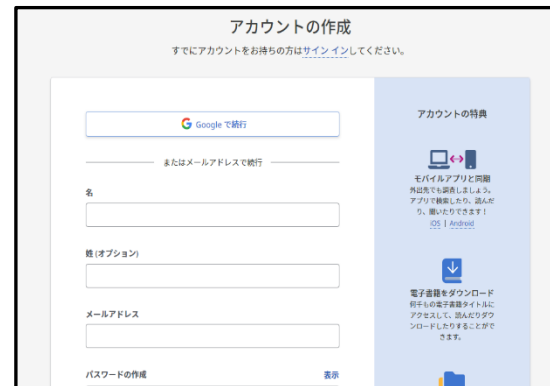 アカウントの作成
すでにアカウントをお持ちの方はサイン インしてください。
Google で続行
またはメールアドレスで続行
名
姓 (オプション)
メールアドレス
パスワードの作成
表示
アカウントの特典
モバイルアプリと同期
外出先でも調査しましょう。
アプリで検索したり、読んだ
り、聞いたりできます！
iOS | Android
電子書籍をダウンロード
何千もの電子書籍タイトルに
アクセスして、読んだりダウ
ンロードしたりすることがで
きます。